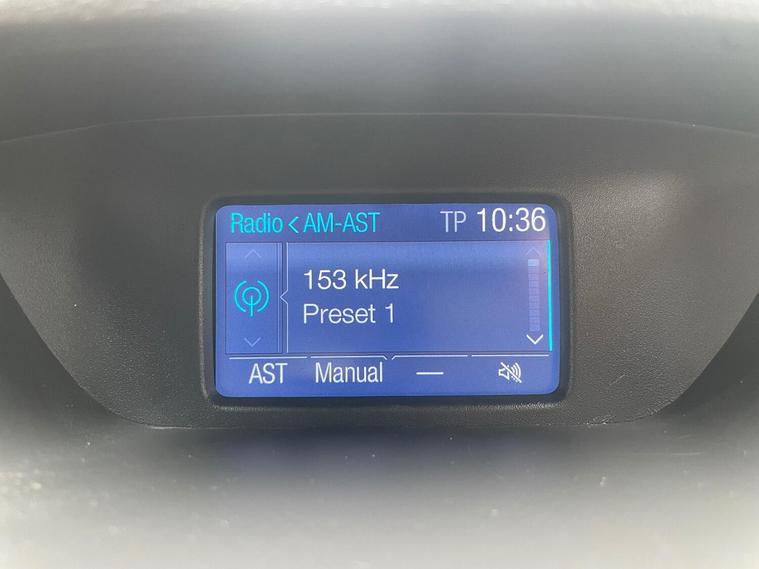 Radio < AM-AST TP 10:36
153 kHz
Preset 1
AST Manual —